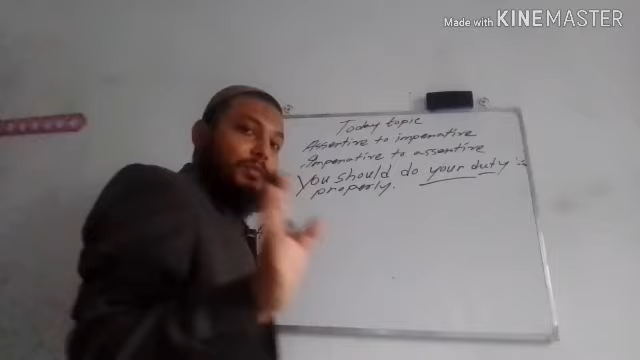 Made with KINEMASTER
Today topic
Assertive to imperative
Imperative to assertive
You should do your duty
properly.